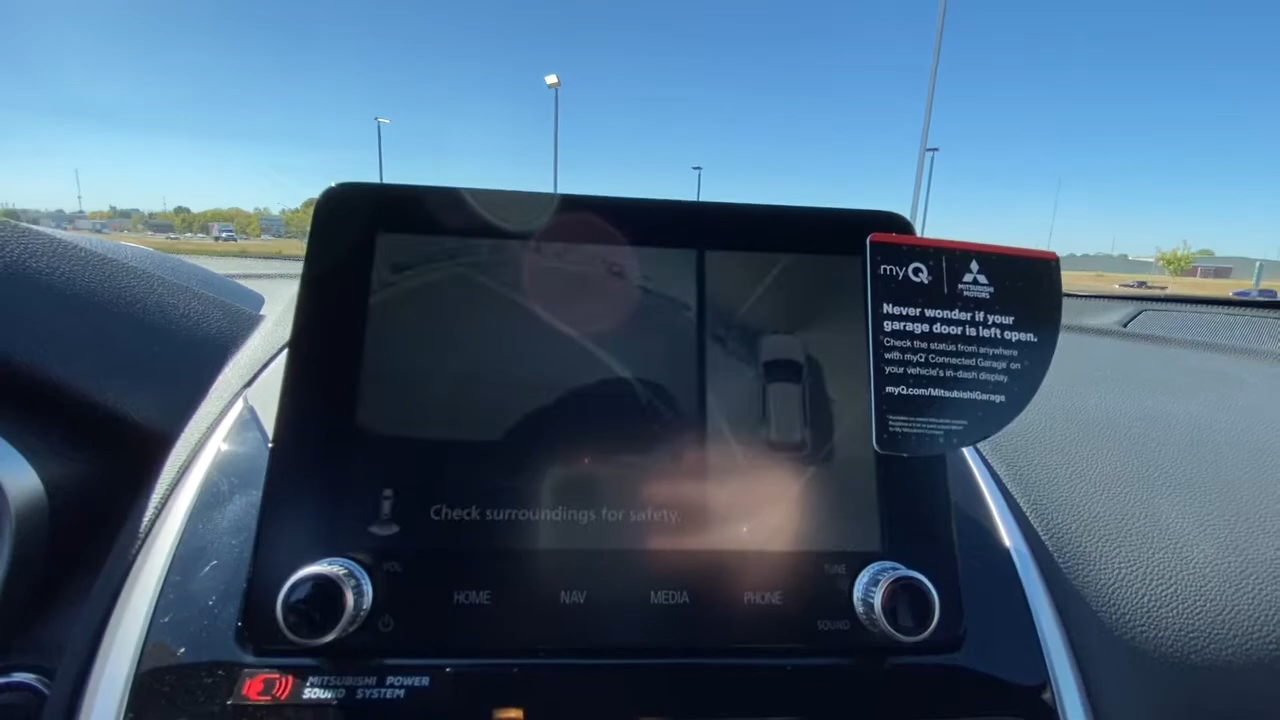 myQ
MITSUBISHI
MOTORS
Never wonder if your
garage door is left open.
Check the status from anywhere
with myQ® Connected Garage on
your vehicle's in-dash display.
myQ.com/MitsubishiGarage
Check surroundings for safety.
VOL
TUNE
HOME
NAV
MEDIA
PHONE
SOUND
MITSUBISHI POWER
SOUND SYSTEM